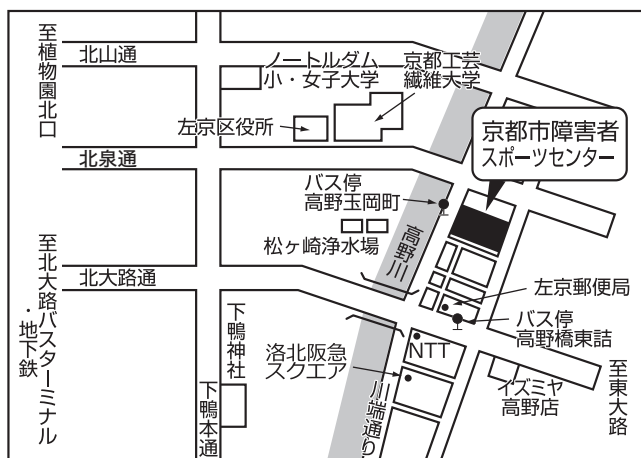 至植物園北口
北山通
ノートルダム
小・女子大学
京都工芸
繊維大学
左京区役所
京都市障害者
スポーツセンター
北泉通
バス停
高野玉岡町
松ヶ崎浄水場
高野川
至北大路バスターミナル
・地下鉄
北大路通
左京郵便局
バス停
高野橋東詰
下鴨神社
下鴨本通
洛北阪急
スクエア
NTT
川端通り
イズミヤ
高野店
至東大路